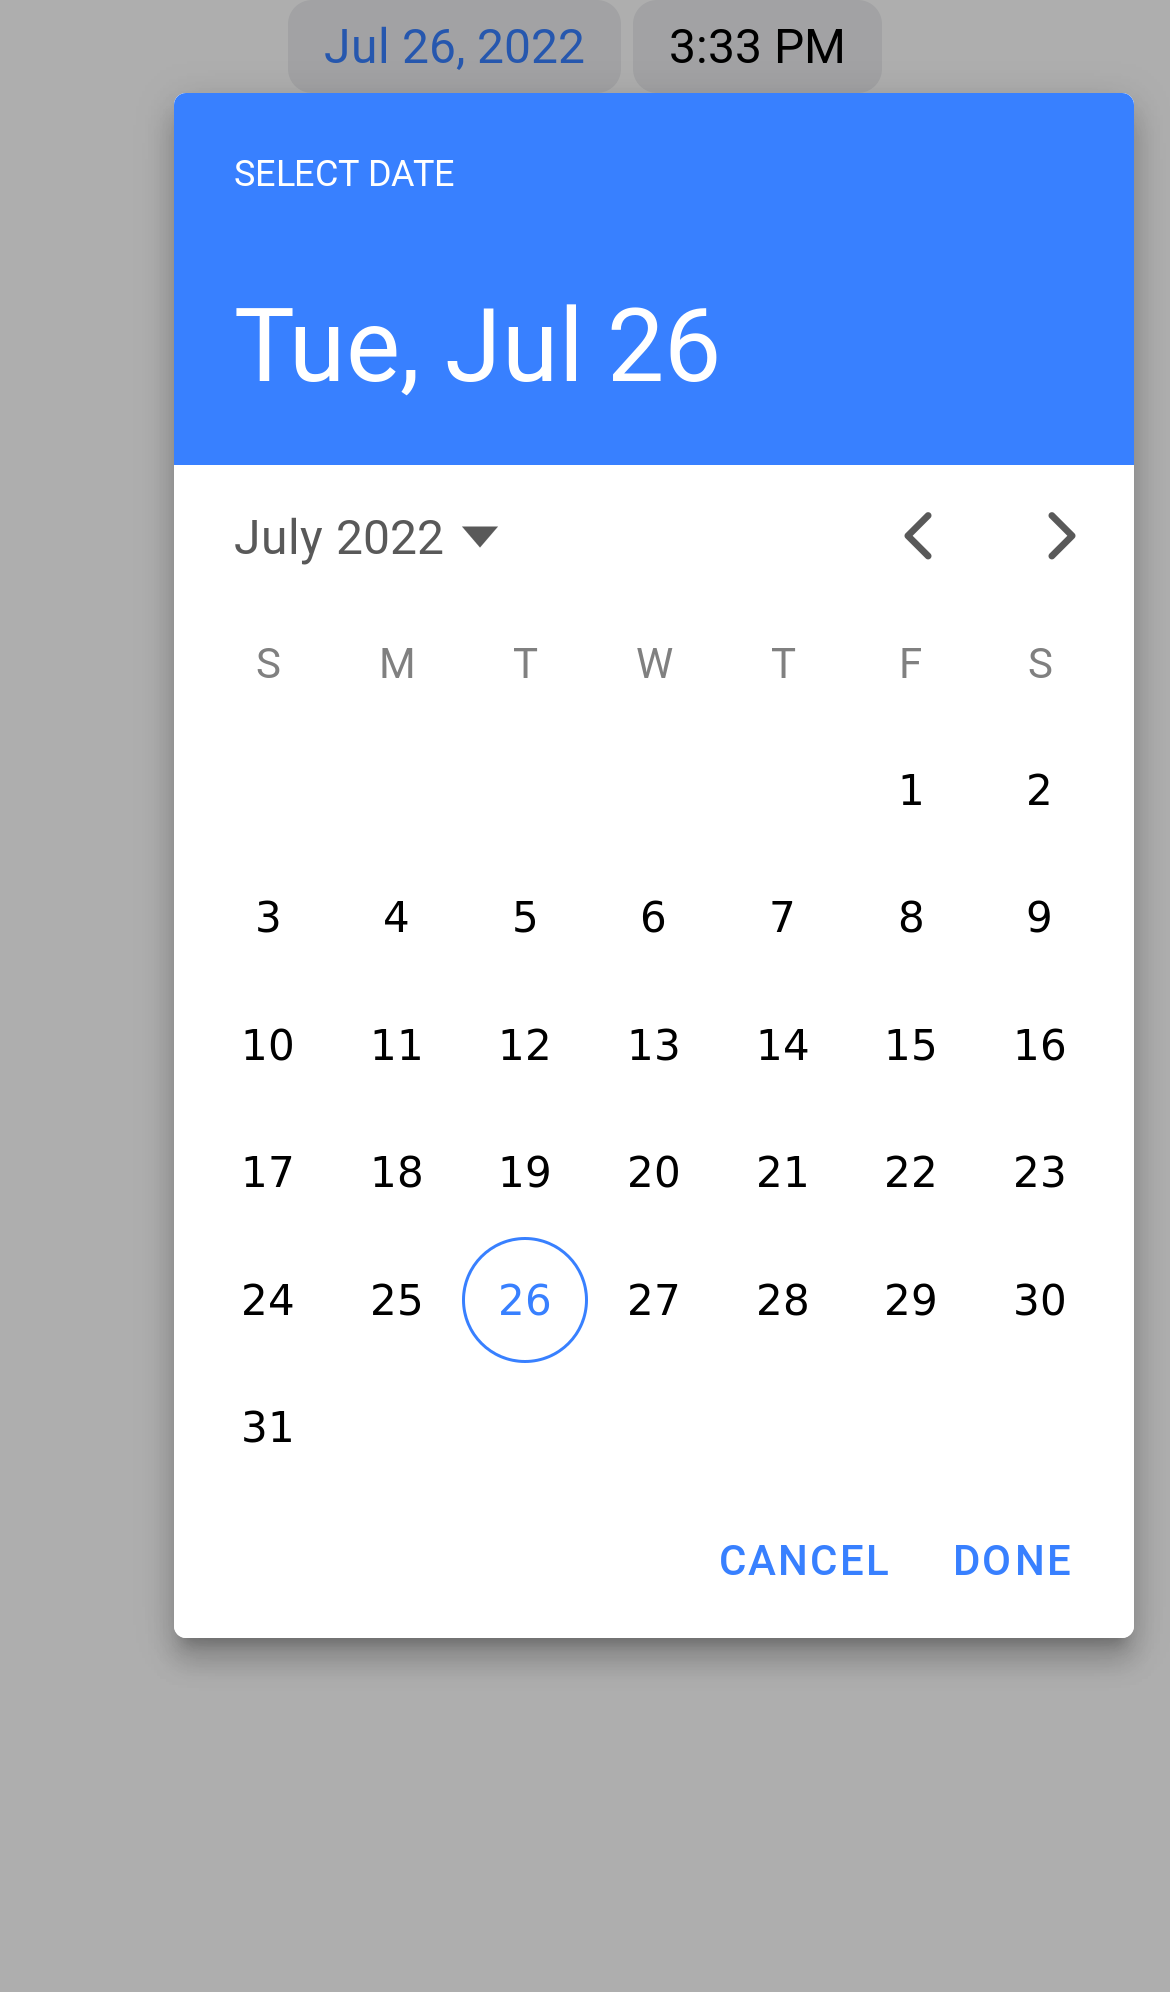 Jul 26, 2022 3:33 PM
SELECT DATE
Tue, Jul 26
July 2022
S M T W T F S
1 2
3 4 5 6 7 8 9
10 11 12 13 14 15 16
17 18 19 20 21 22 23
24 25 26 27 28 29 30
31
CANCEL DONE